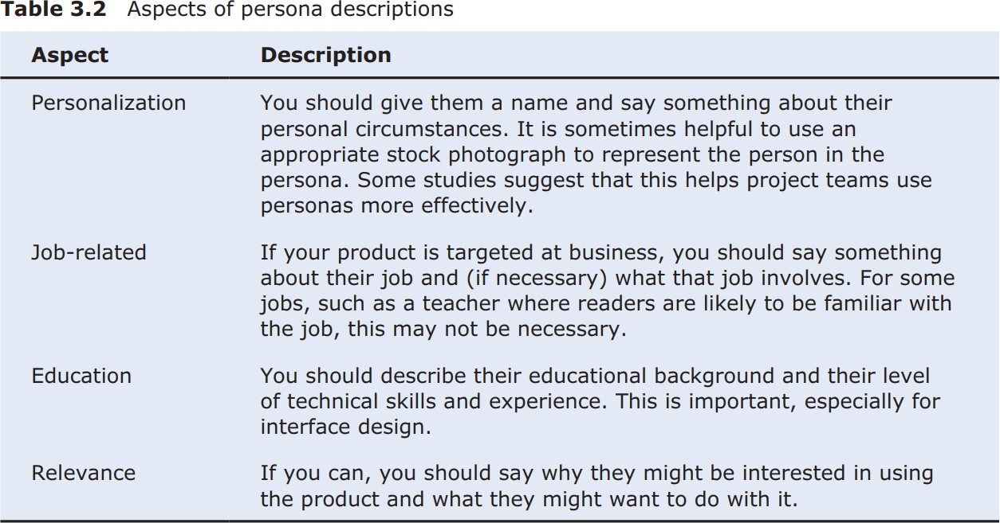 Table 3.2 Aspects of persona descriptions
Aspect Description
Personalization You should give them a name and say something about their
personal circumstances. It is sometimes helpful to use an
appropriate stock photograph to represent the person in the
persona. Some studies suggest that this helps project teams use
personas more effectively.
Job-related If your product is targeted at business, you should say something
about their job and (if necessary) what that job involves. For some
jobs, such as a teacher where readers are likely to be familiar with
the job, this may not be necessary.
Education You should describe their educational background and their level
of technical skills and experience. This is important, especially for
interface design.
Relevance If you can, you should say why they might be interested in using
the product and what they might want to do with it.